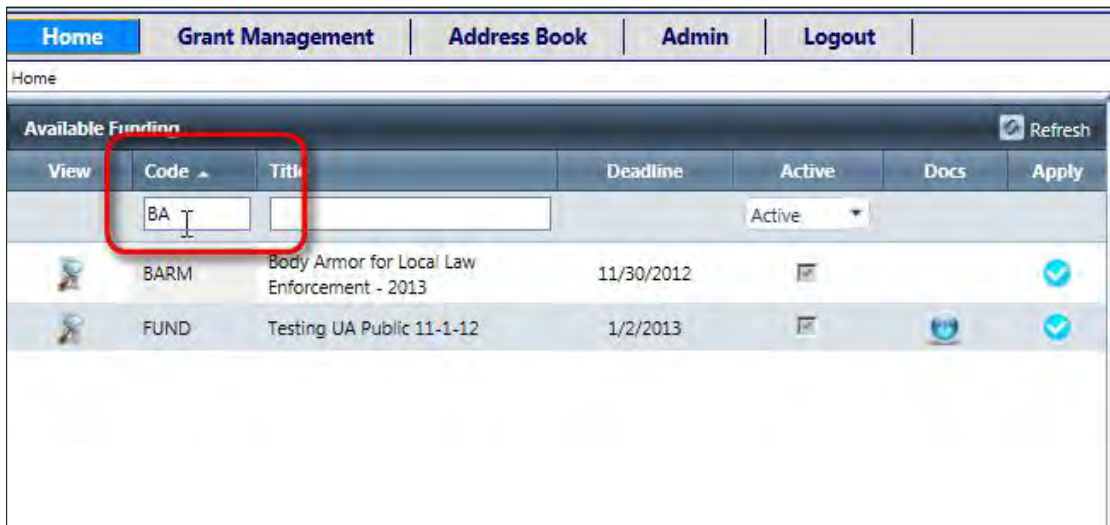 Home Grant Management Address Book Admin Logout
Home
Available Funding Refresh
View Code Title Deadline Active Docs Apply
BA Active
BARM Body Armor for Local Law Enforcement - 2013 11/30/2012
FUND Testing UA Public 11-1-12 1/2/2013